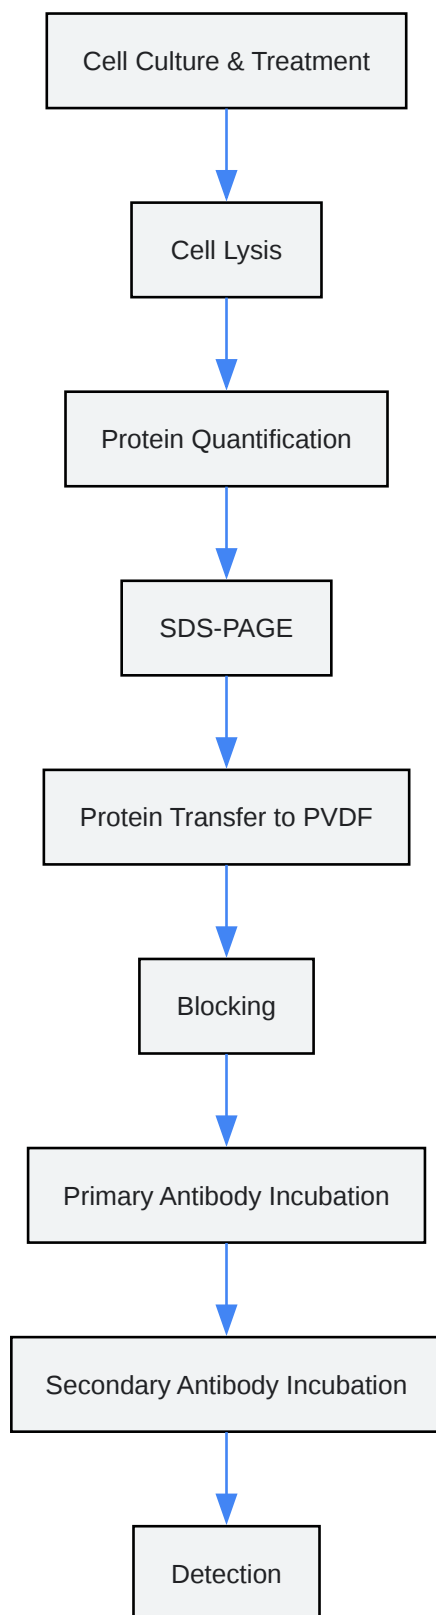 Cell Culture & Treatment
Cell Lysis
Protein Quantification
SDS-PAGE
Protein Transfer to PVDF
Blocking
Primary Antibody Incubation
Secondary Antibody Incubation
Detection